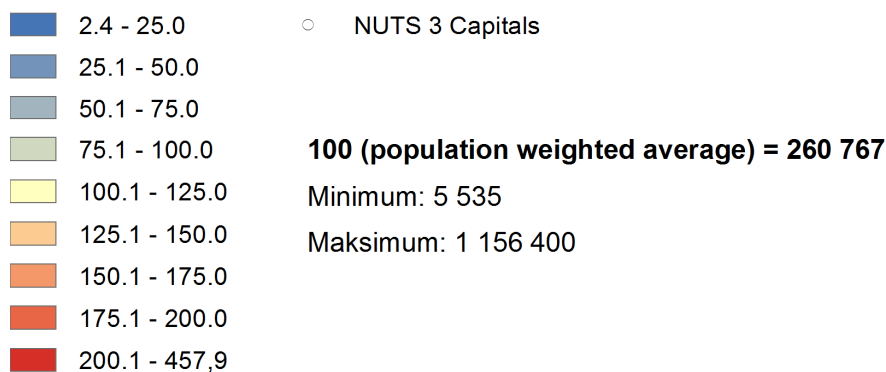 2.4 - 25.0
25.1 - 50.0
50.1 - 75.0
75.1 - 100.0
100.1 - 125.0
125.1 - 150.0
150.1 - 175.0
175.1 - 200.0
200.1 - 457,9
NUTS 3 Capitals
100 (population weighted average) = 260 767
Minimum: 5 535
Maksimum: 1 156 400